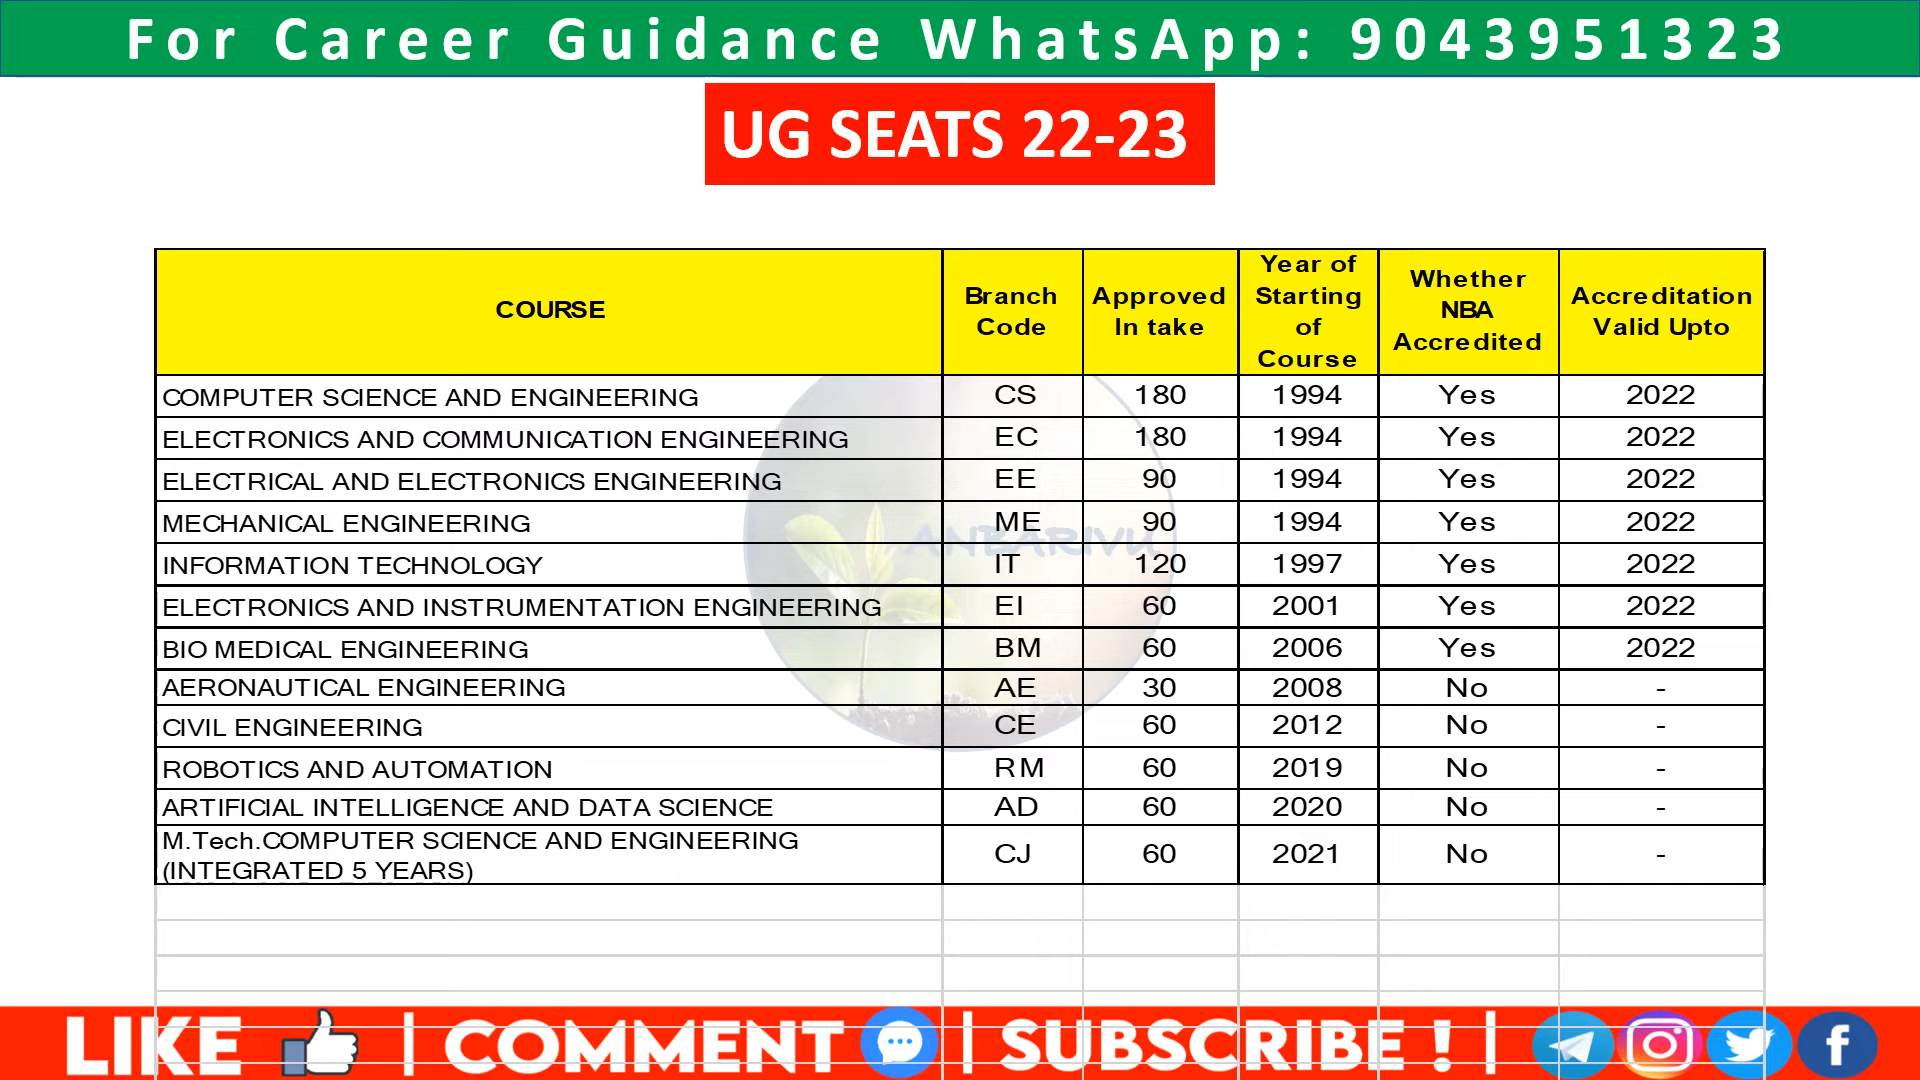 For Career Guidance WhatsApp: 9043951323
UG SEATS 22-23
COURSE Branch Code Approved In take Year of Starting of Course Whether NBA Accredited Accreditation Valid Upto
COMPUTER SCIENCE AND ENGINEERING CS 180 1994 Yes 2022
ELECTRONICS AND COMMUNICATION ENGINEERING EC 180 1994 Yes 2022
ELECTRICAL AND ELECTRONICS ENGINEERING EE 90 1994 Yes 2022
MECHANICAL ENGINEERING ME 90 1994 Yes 2022
ANBARIVU
INFORMATION TECHNOLOGY IT 120 1997 Yes 2022
ELECTRONICS AND INSTRUMENTATION ENGINEERING EI 60 2001 Yes 2022
BIO MEDICAL ENGINEERING BM 60 2006 Yes 2022
AERONAUTICAL ENGINEERING AE 30 2008 No -
CIVIL ENGINEERING CE 60 2012 No -
ROBOTICS AND AUTOMATION RM 60 2019 No -
ARTIFICIAL INTELLIGENCE AND DATA SCIENCE AD 60 2020 No -
M.Tech.COMPUTER SCIENCE AND ENGINEERING
(INTEGRATED 5 YEARS) CJ 60 2021 No -
LIKE | COMMENT | SUBSCRIBE ! |